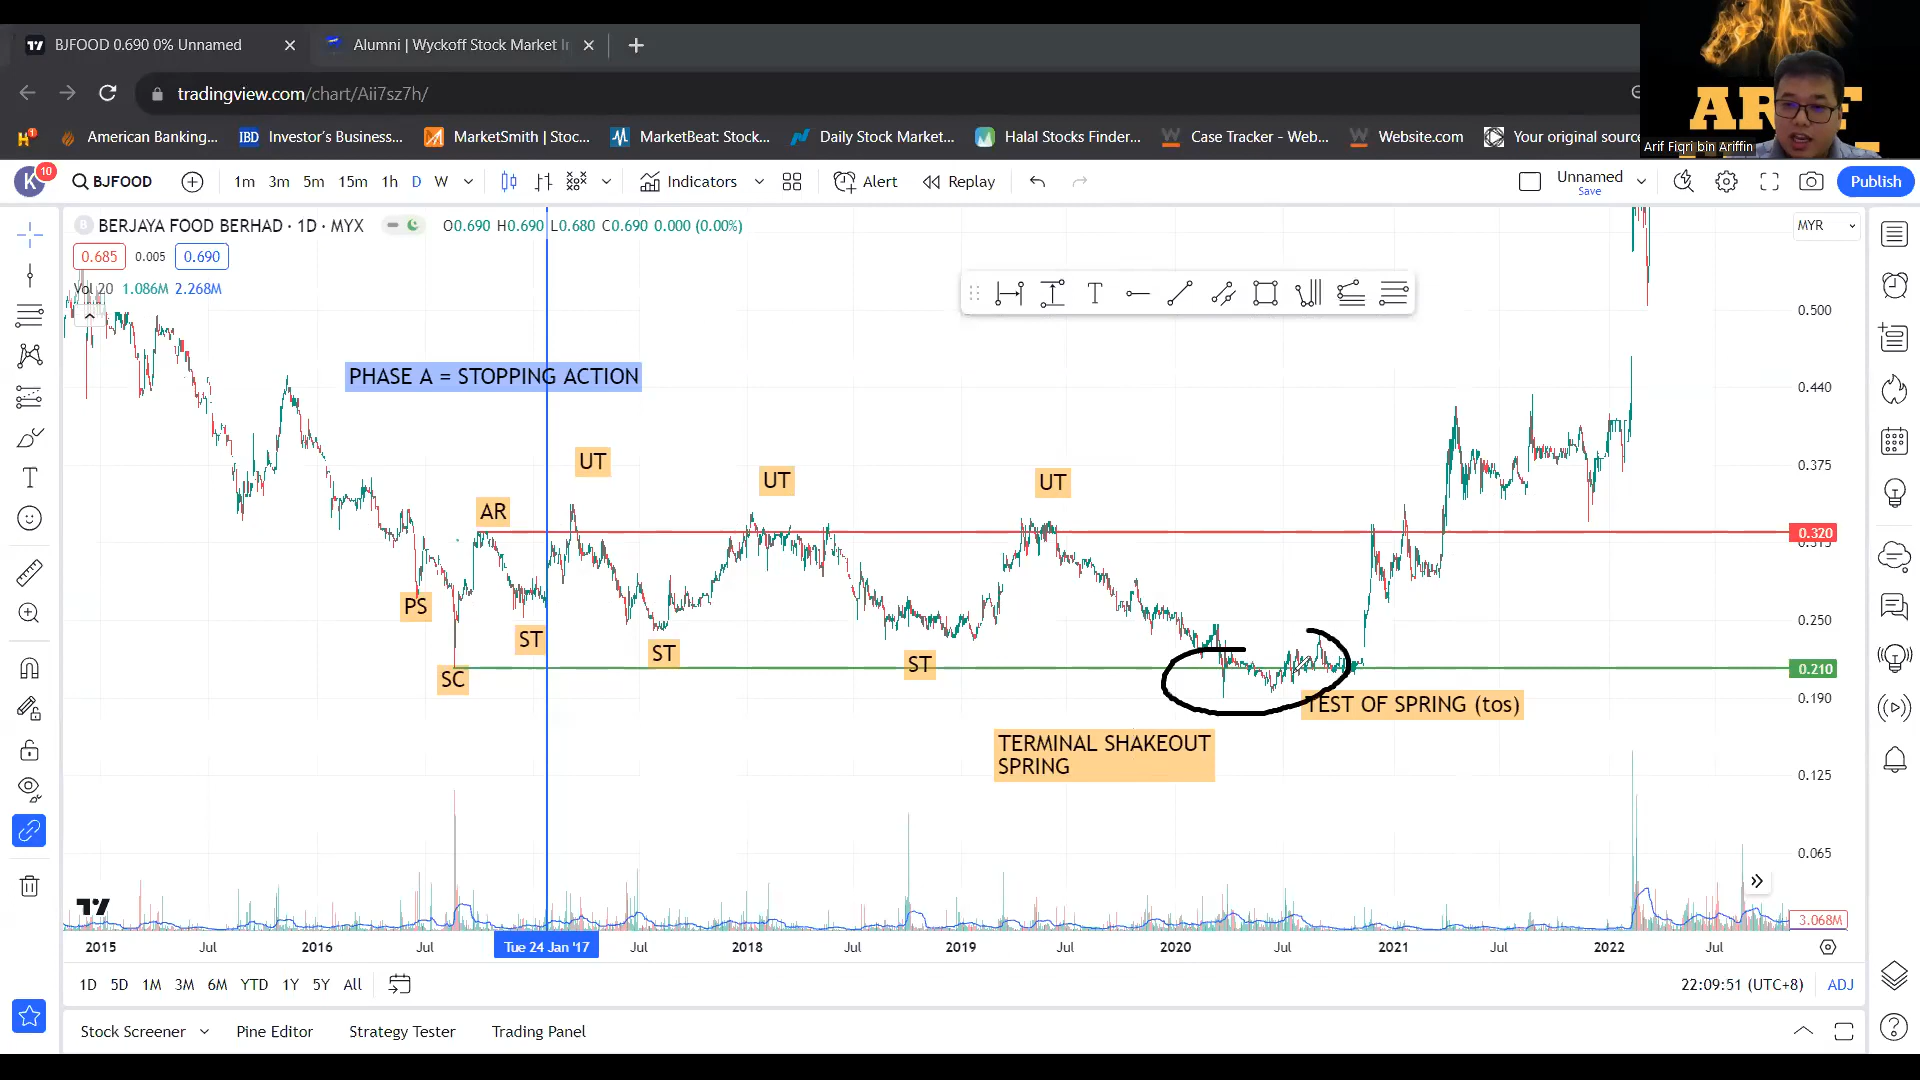 BJFOOD 0.690 0% Unnamed
Alumni | Wyckoff Stock Market I
tradingview.com/chart/Aii7sz7h/
American Banking...
IBD Investor's Business...
MarketSmith | Stoc...
MarketBeat: Stock...
Daily Stock Market...
Halal Stocks Finder...
Case Tracker - Web...
Website.com
Your original source
Arif Fiqri bin Ariffin
K 10
BJFOOD
1m 3m 5m 15m 1h D W
Indicators
Alert
Replay
Unnamed
Save
Publish
BERJAYA FOOD BERHAD · 1D · MYX
O0.690 H0.690 L0.680 C0.690 0.000 (0.00%)
MYR
0.685 0.005 0.690
Vol 20 1.086M 2.268M
PHASE A = STOPPING ACTION
UT
UT
UT
AR
PS
ST
ST
ST
SC
TEST OF SPRING (tos)
TERMINAL SHAKEOUT
SPRING
0.500
0.440
0.375
0.320
0.315
0.250
0.210
0.190
0.125
0.065
3.068M
2015 Jul 2016 Jul Tue 24 Jan '17 Jul 2018 Jul 2019 Jul 2020 Jul 2021 Jul 2022 Jul
1D 5D 1M 3M 6M YTD 1Y 5Y All
22:09:51 (UTC+8) ADJ
Stock Screener Pine Editor Strategy Tester Trading Panel